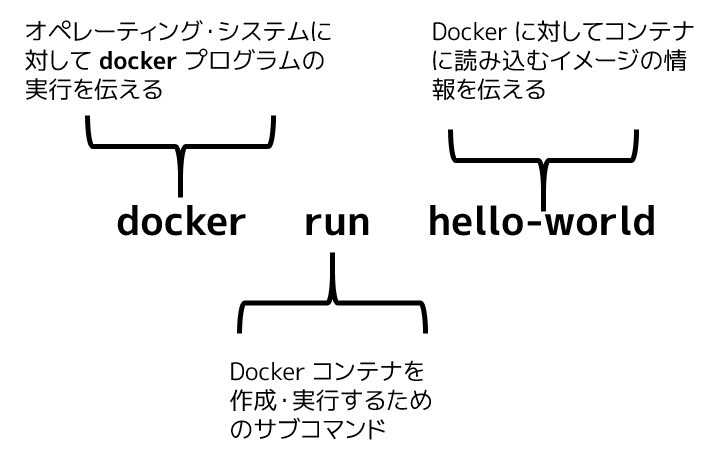 オペレーティング・システムに
対して docker プログラムの
実行を伝える
Docker に対してコンテナ
に読み込むイメージの情
報を伝える
docker run hello-world
Docker コンテナを
作成・実行するため
のサブコマンド